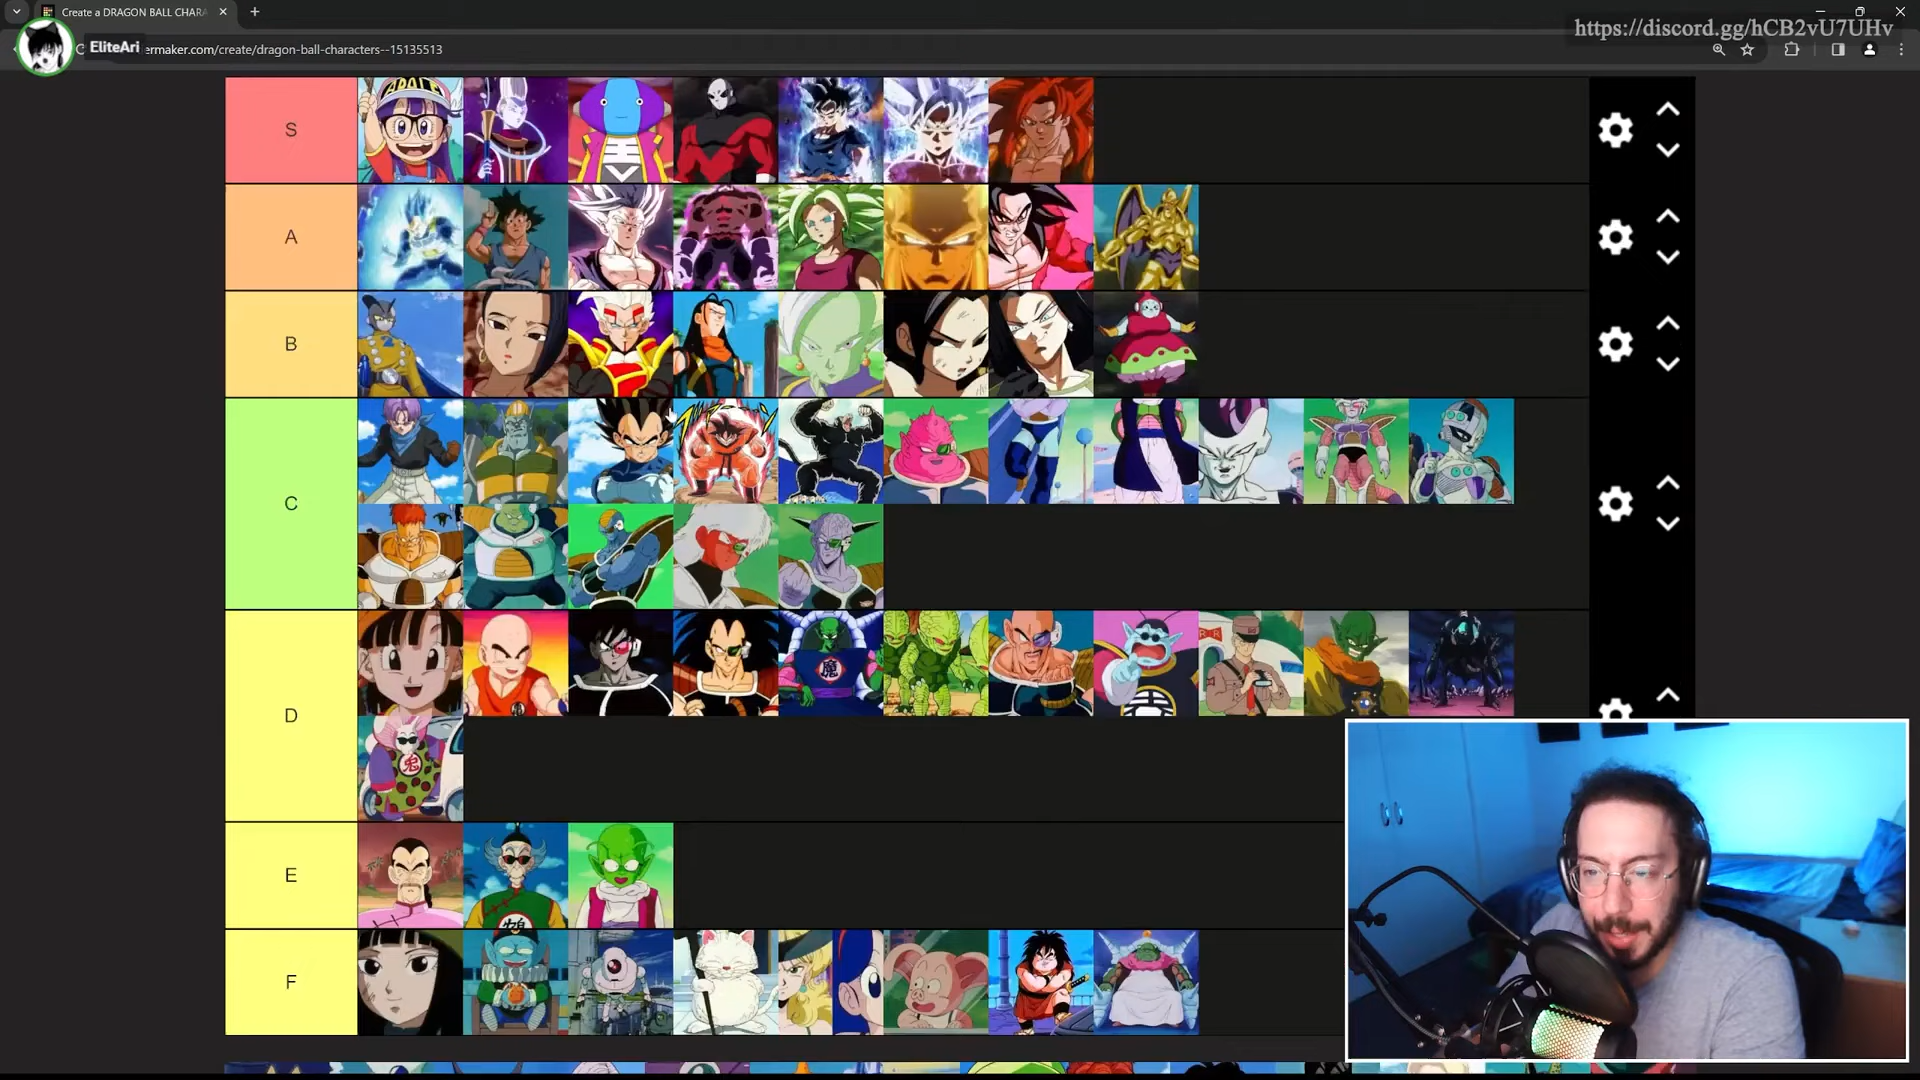 Create a DRAGON BALL CHARA
https://discord.gg/hCB2vU7UHv
EliteAri
ermaker.com/create/dragon-ball-characters--15135513
S
A
B
C
D
E
F